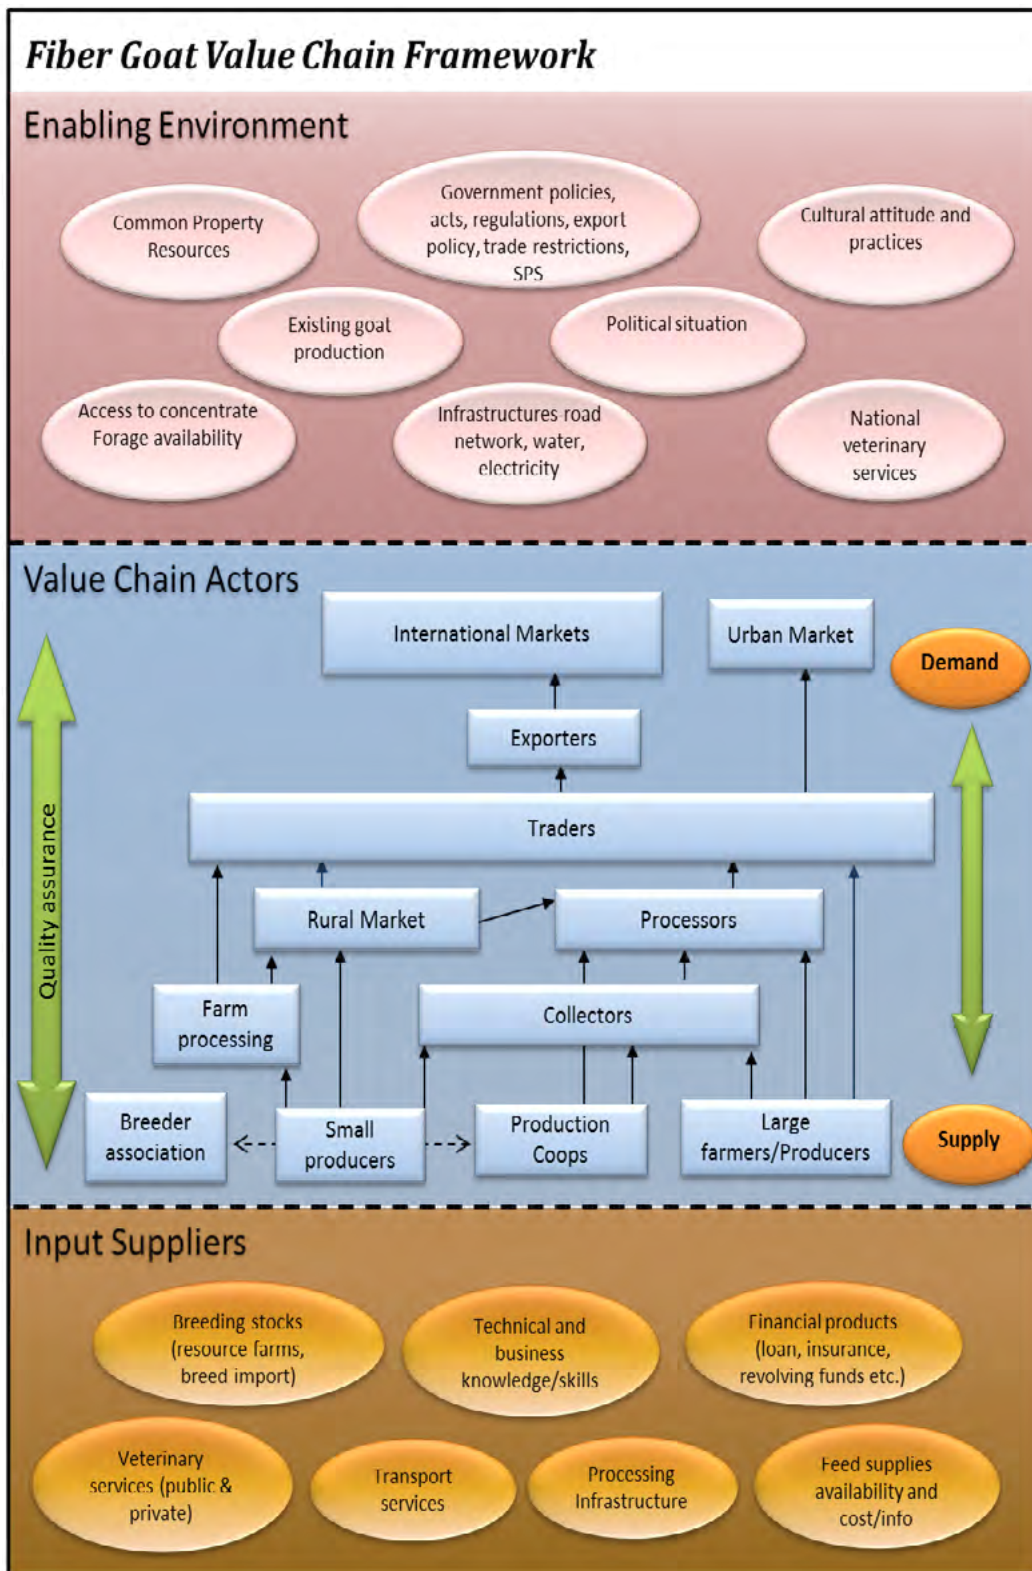 Fiber Goat Value Chain Framework
Enabling Environment
Common Property
Resources
Government policies,
acts, regulations, export
policy, trade restrictions,
SPS
Cultural attitude and
practices
Existing goat
production
Political situation
Access to concentrate
Forage availability
Infrastructures road
network, water,
electricity
National
veterinary
services
Value Chain Actors
International Markets
Urban Market
Demand
Exporters
Traders
Quality assurance
Rural Market
Processors
Farm
processing
Collectors
Breeder
association
Small
producers
Production
Coops
Large
farmers/Producers
Supply
Input Suppliers
Breeding stocks
(resource farms,
breed import)
Technical and
business
knowledge/skills
Financial products
(loan, insurance,
revolving funds etc.)
Veterinary
services (public &
private)
Transport
services
Processing
Infrastructure
Feed supplies
availability and
cost/info